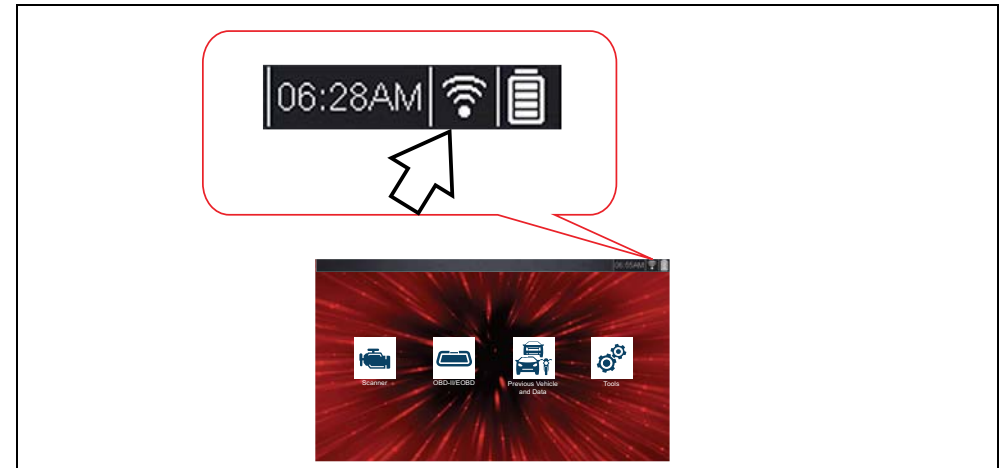 06:28AM
06:55AM
Scanner
OBD-II/EOBD
Previous Vehicle
and Data
Tools